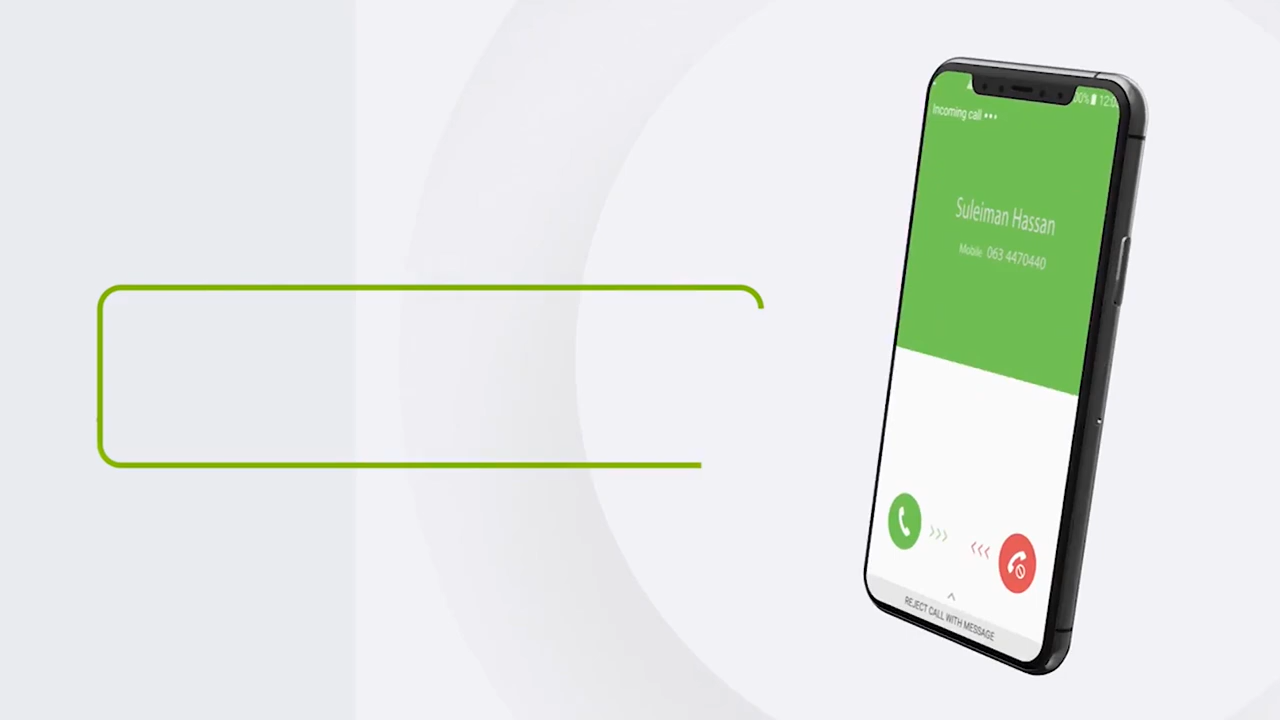 Incoming call •••
Suleiman Hassan
Mobile: 063 4470440
REJECT CALL WITH MESSAGE